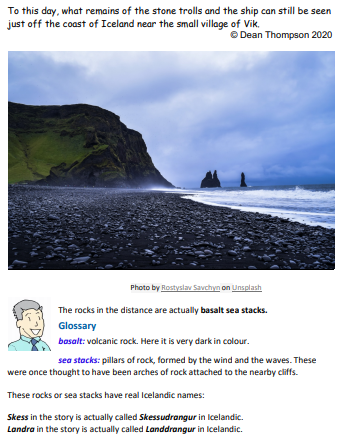 To this day, what remains of the stone trolls and the ship can still be seen
just off the coast of Iceland near the small village of Vik.
© Dean Thompson 2020
Photo by Rostyslav Savchyn on Unsplash
The rocks in the distance are actually basalt sea stacks.
Glossary
basalt: volcanic rock. Here it is very dark in colour.
sea stacks: pillars of rock, formed by the wind and the waves. These
were once thought to have been arches of rock attached to the nearby cliffs.
These rocks or sea stacks have real Icelandic names:
Skess in the story is actually called Skessudrangur in Icelandic.
Landra in the story is actually called Landdrangur in Icelandic.